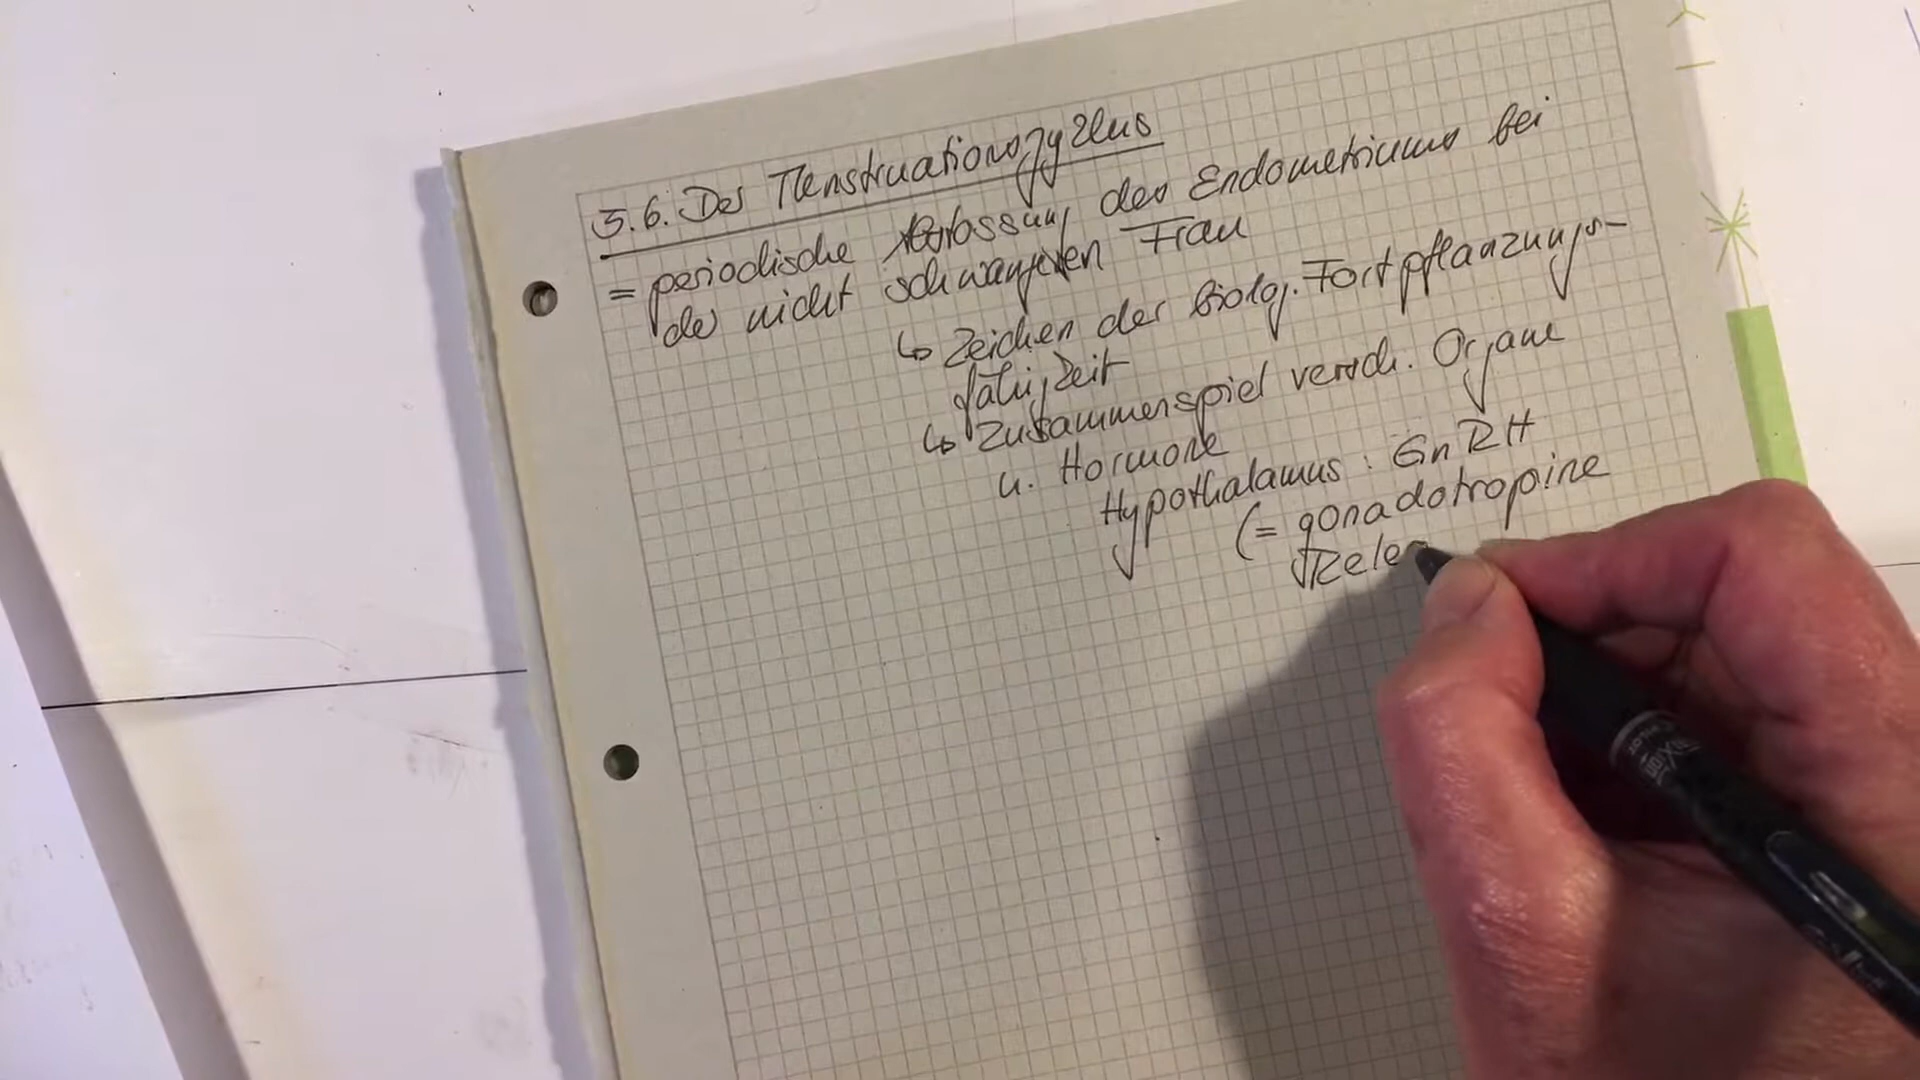 5.6. Der Menstruationszyklus
= periodische Abstossung des Endometriums bei
der nicht schwangeren Frau
↳ Zeichen der biolog. Fortpflanzungs-
fähigkeit
↳ Zusammenspiel versch. Organe
u. Hormone
Hypothalamus: GnRH
(= gonadotropine
Rele